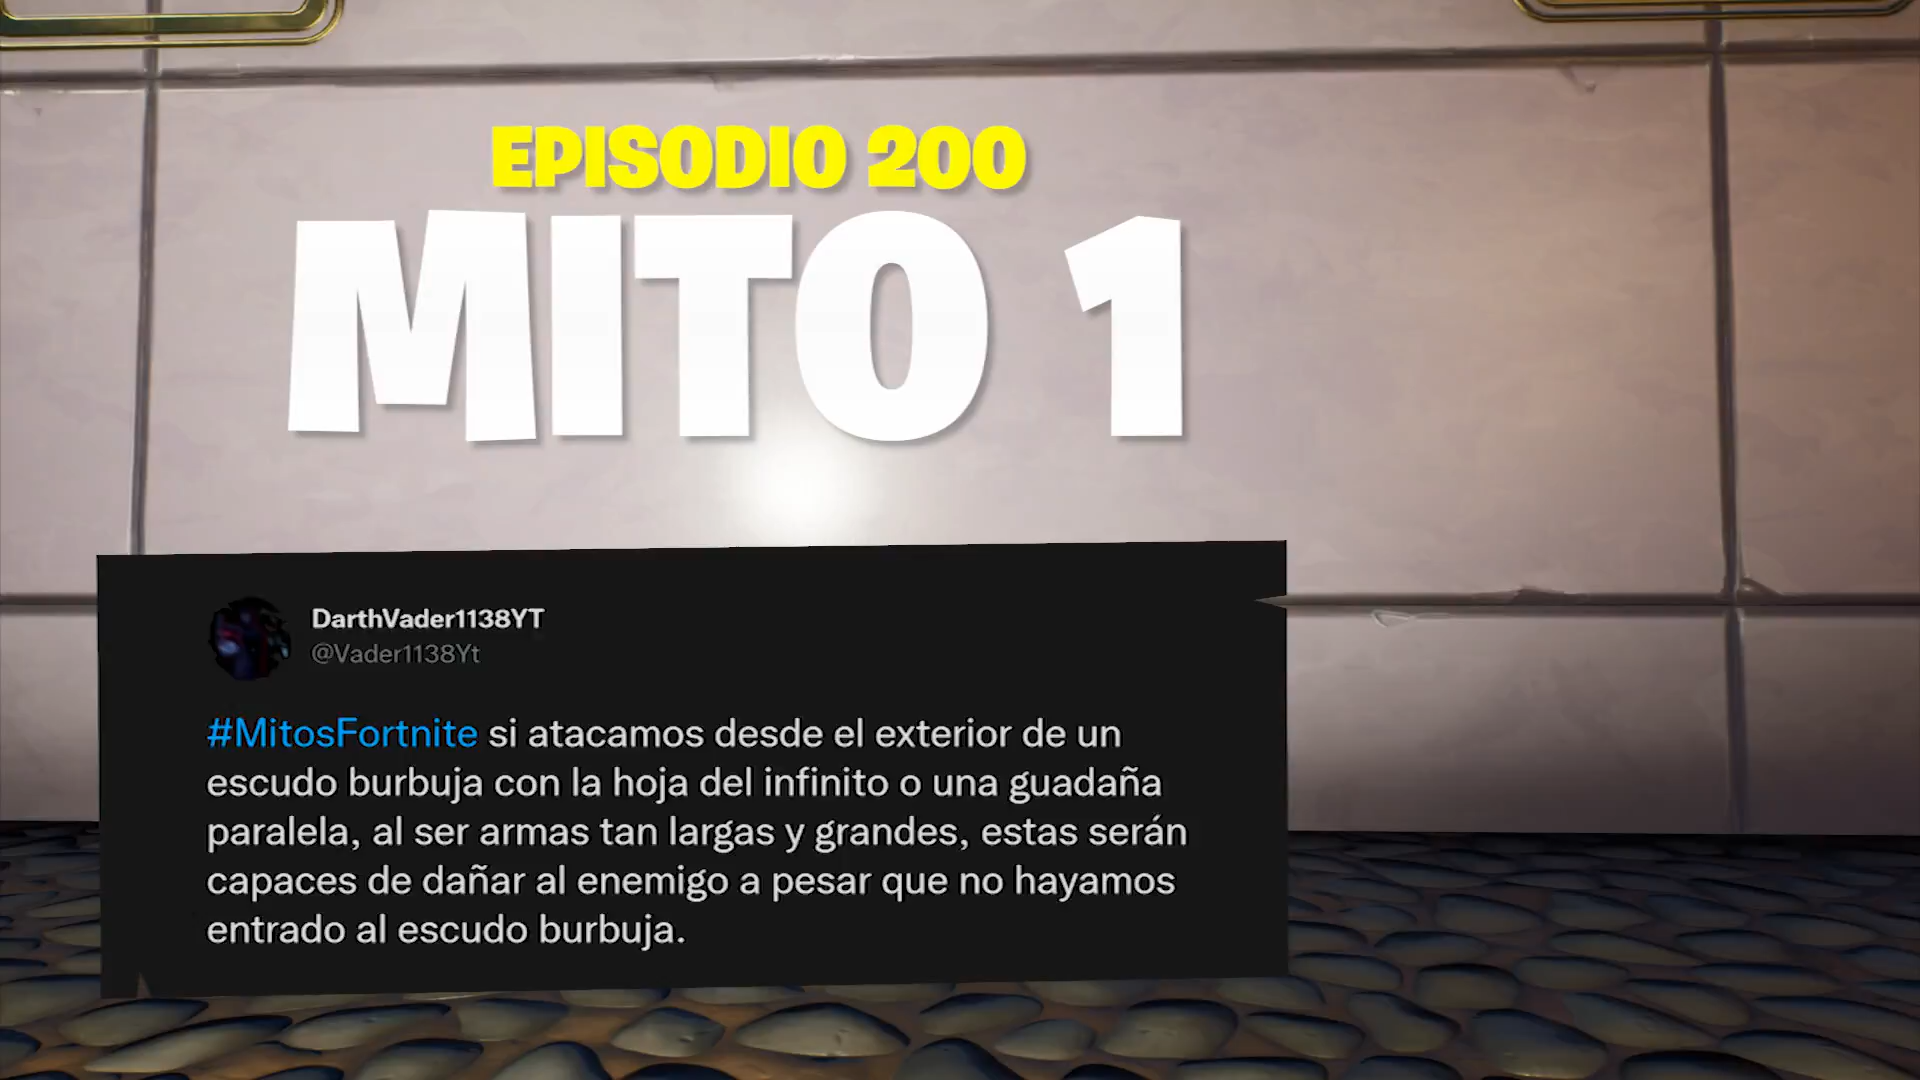 EPISODIO 200
MITO 1
DarthVader1138YT
@Vader1138Yt
#MitosFortnite si atacamos desde el exterior de un
escudo burbuja con la hoja del infinito o una guadaña
paralela, al ser armas tan largas y grandes, estas serán
capaces de dañar al enemigo a pesar que no hayamos
entrado al escudo burbuja.